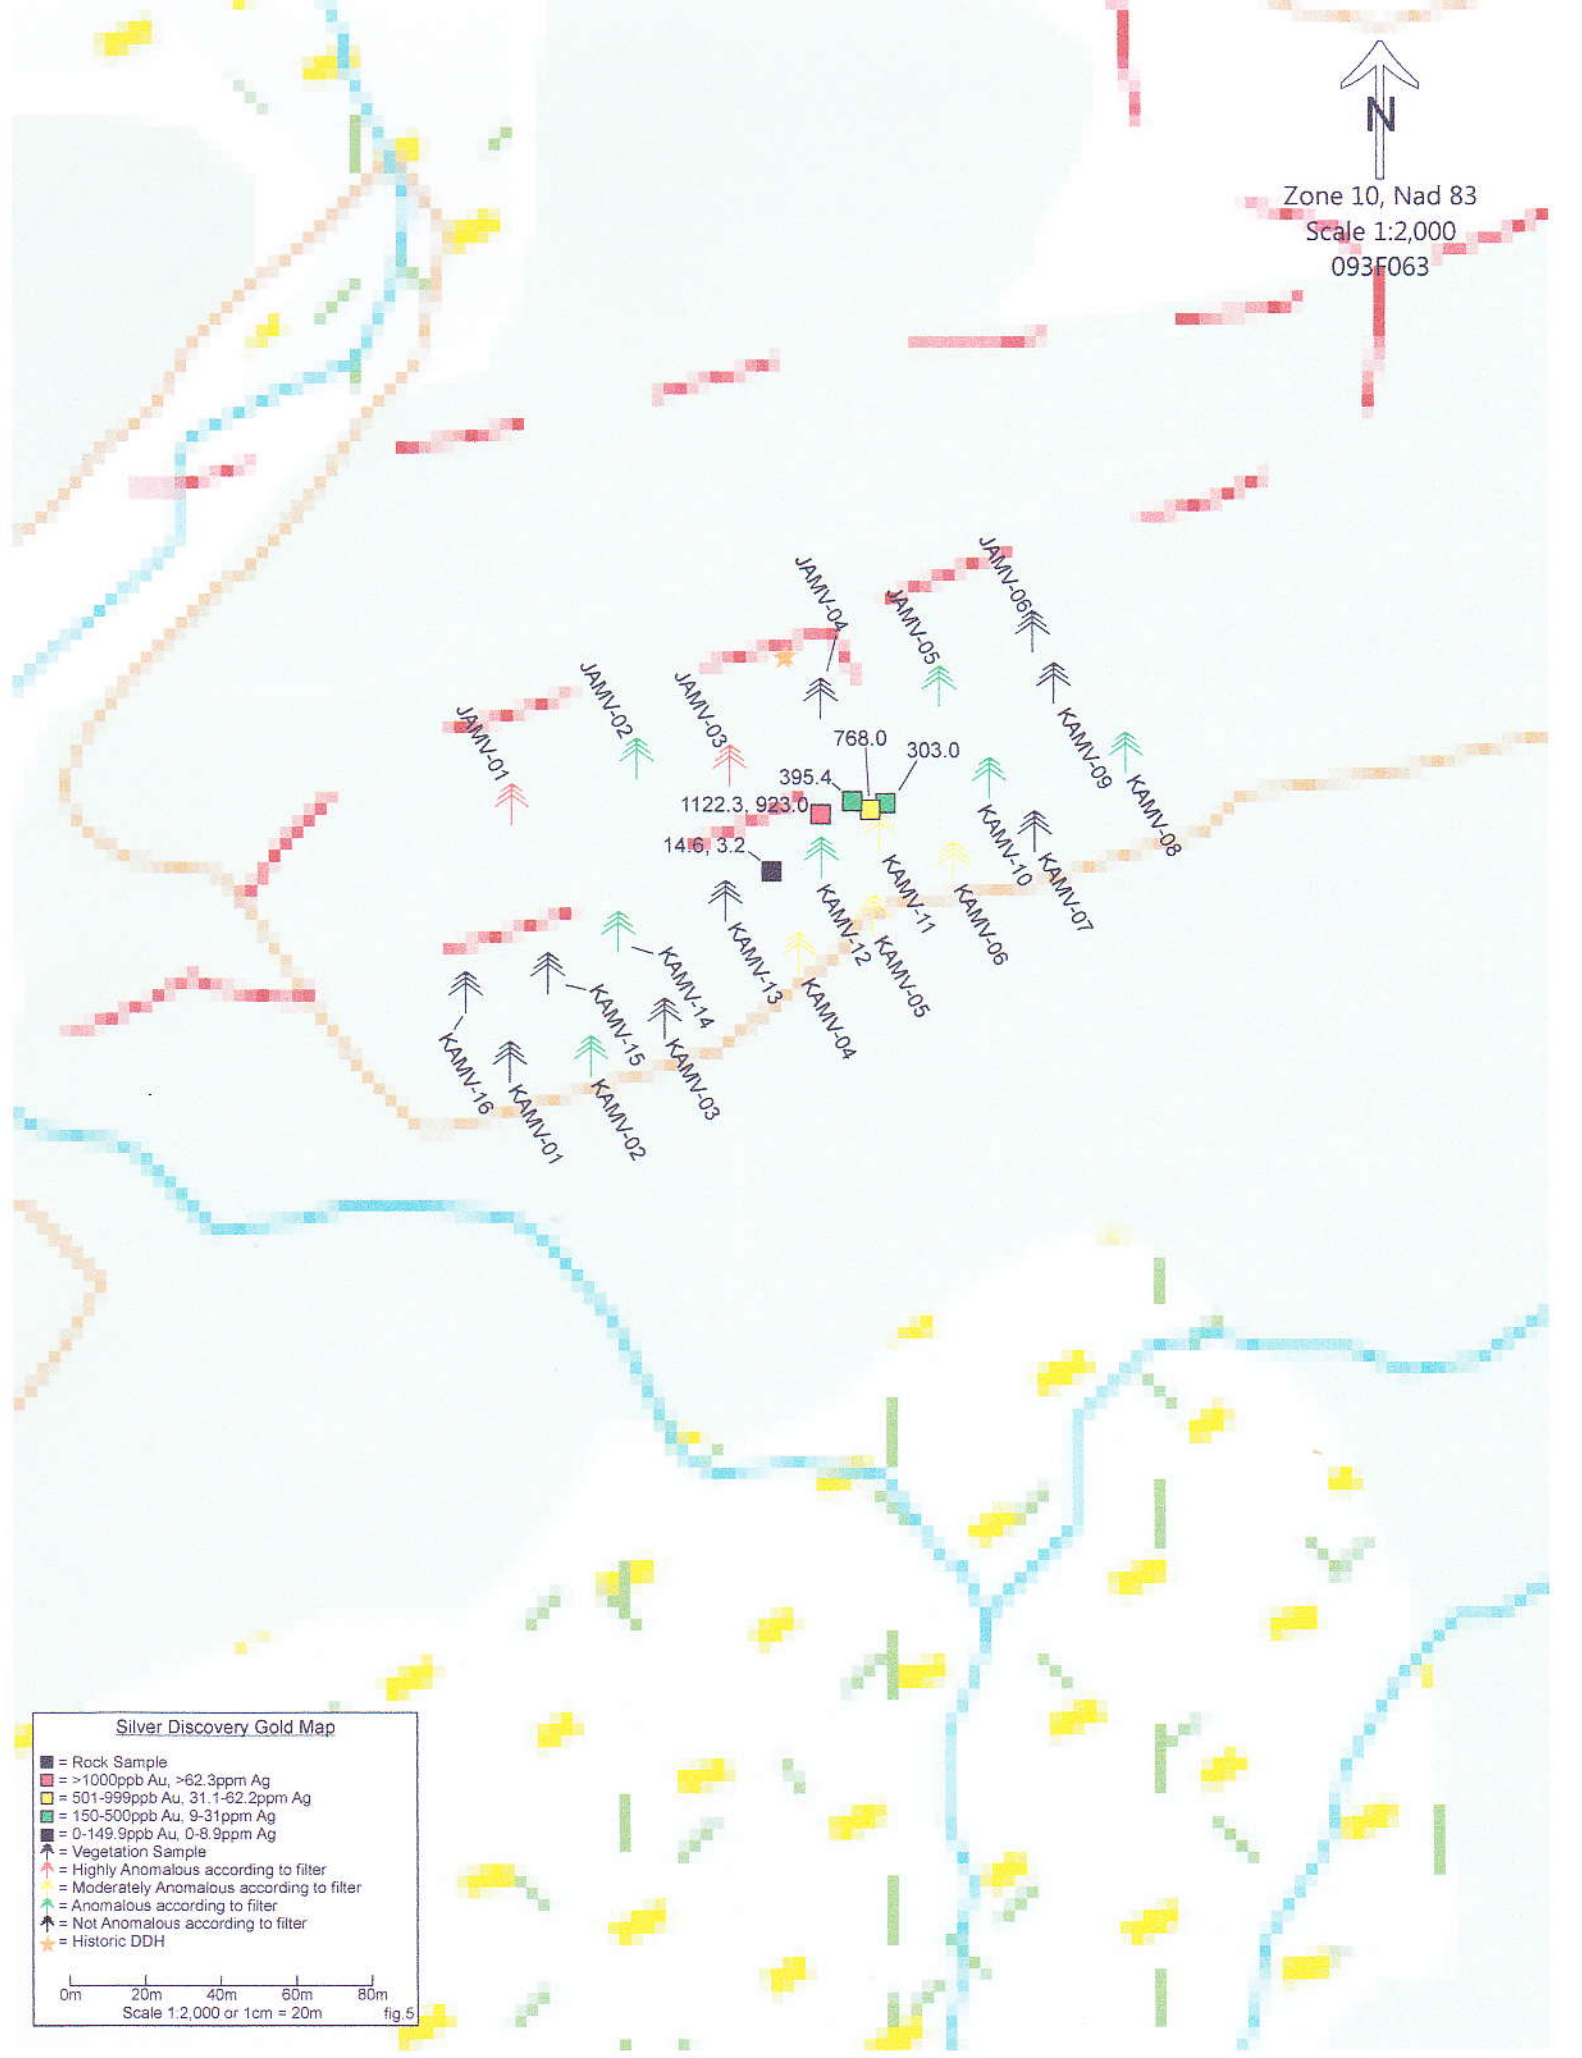 N
Zone 10, Nad 83
Scale 1:2,000
093F063
JAMV-06
JAMV-04
JAMV-05
JAMV-02
JAMV-03
JAMV-01
KAMV-09
KAMV-08
768.0
303.0
395.4
1122.3, 923.0
14.6, 3.2
KAMV-10
KAMV-07
KAMV-11
KAMV-06
KAMV-12
KAMV-05
KAMV-13
KAMV-04
KAMV-14
KAMV-15
KAMV-03
KAMV-16
KAMV-01
KAMV-02
Silver Discovery Gold Map
= Rock Sample
= >1000ppb Au, >62.3ppm Ag
= 501-999ppb Au, 31.1-62.2ppm Ag
= 150-500ppb Au, 9-31ppm Ag
= 0-149.9ppb Au, 0-8.9ppm Ag
= Vegetation Sample
= Highly Anomalous according to filter
= Moderately Anomalous according to filter
= Anomalous according to filter
= Not Anomalous according to filter
= Historic DDH
0m 20m 40m 60m 80m
Scale 1:2,000 or 1cm = 20m fig.5